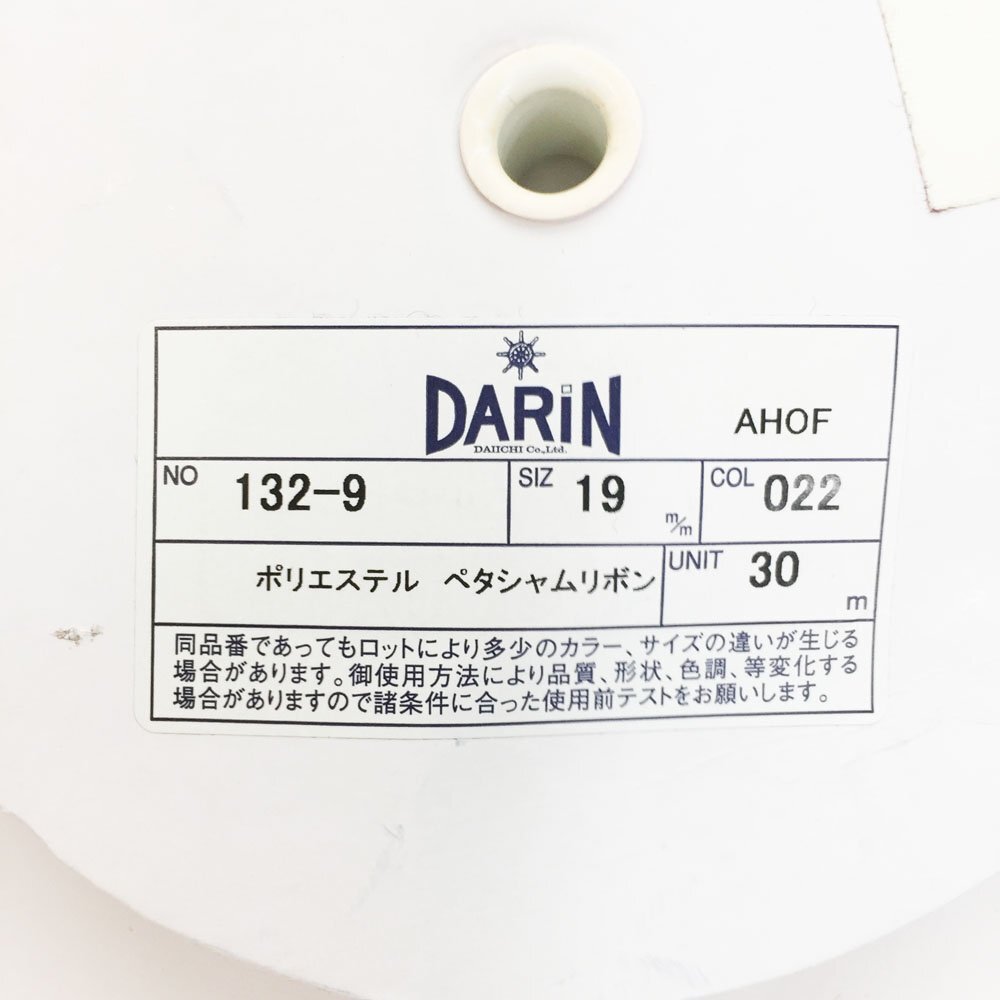 DARiN
DAIICHI Co.,Ltd.
AHOF
NO 132-9 SIZ 19 m/m COL 022
ポリエステル ペタシャムリボン UNIT 30 m
同品番であってもロットにより多少のカラー、サイズの違いが生じる
場合があります。御使用方法により品質、形状、色調、等変化する
場合がありますので諸条件に合った使用前テストをお願いします。